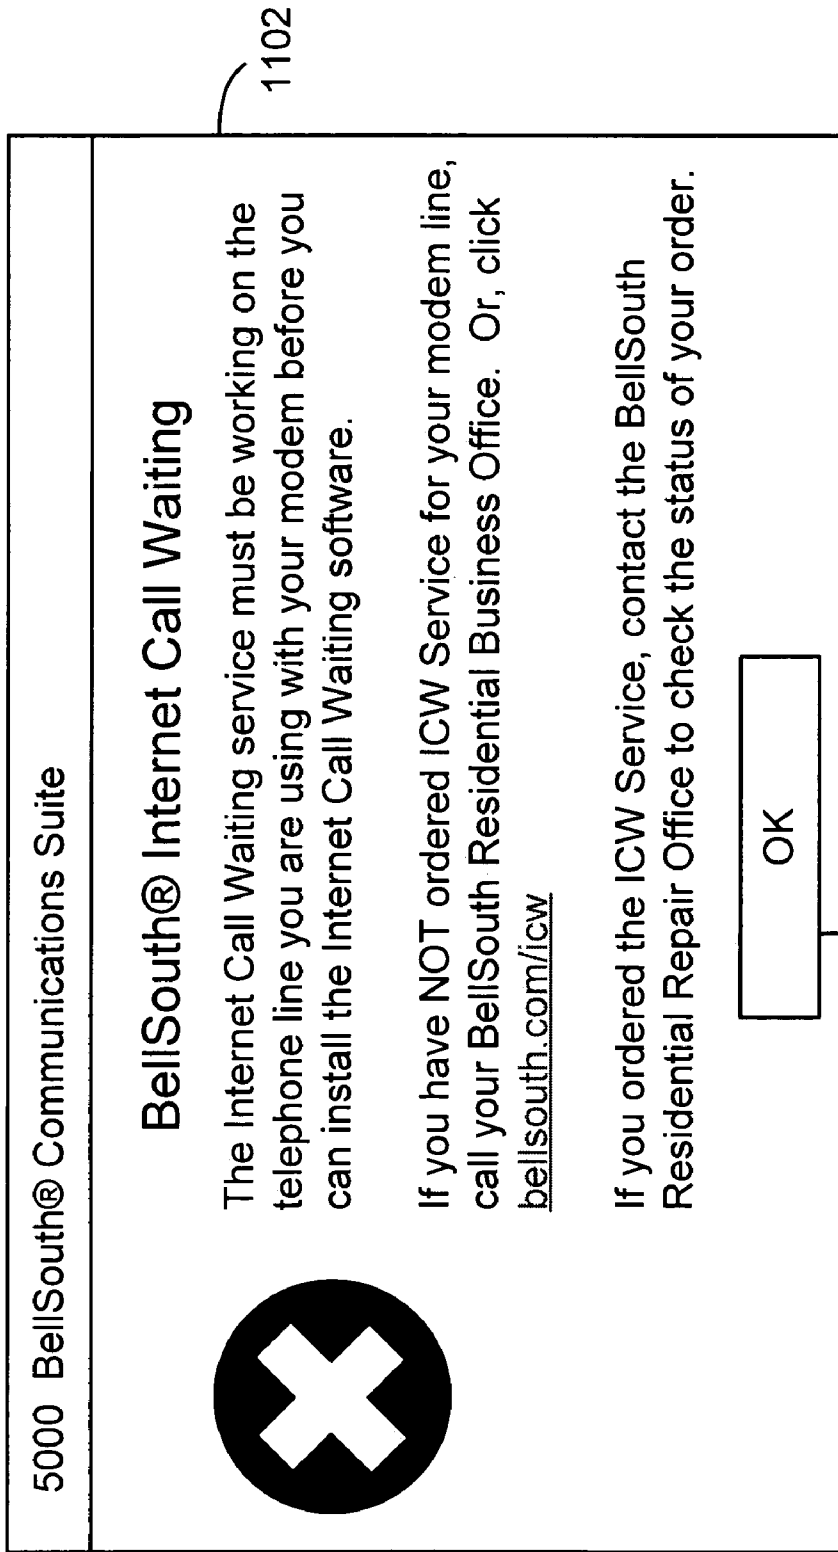 5000 BellSouth® Communications Suite
BellSouth® Internet Call Waiting
The Internet Call Waiting service must be working on the
telephone line you are using with your modem before you
can install the Internet Call Waiting software.
If you have NOT ordered ICW Service for your modem line,
call your BellSouth Residential Business Office. Or, click
bellsouth.com/icw
If you ordered the ICW Service, contact the BellSouth
Residential Repair Office to check the status of your order.
OK
1102